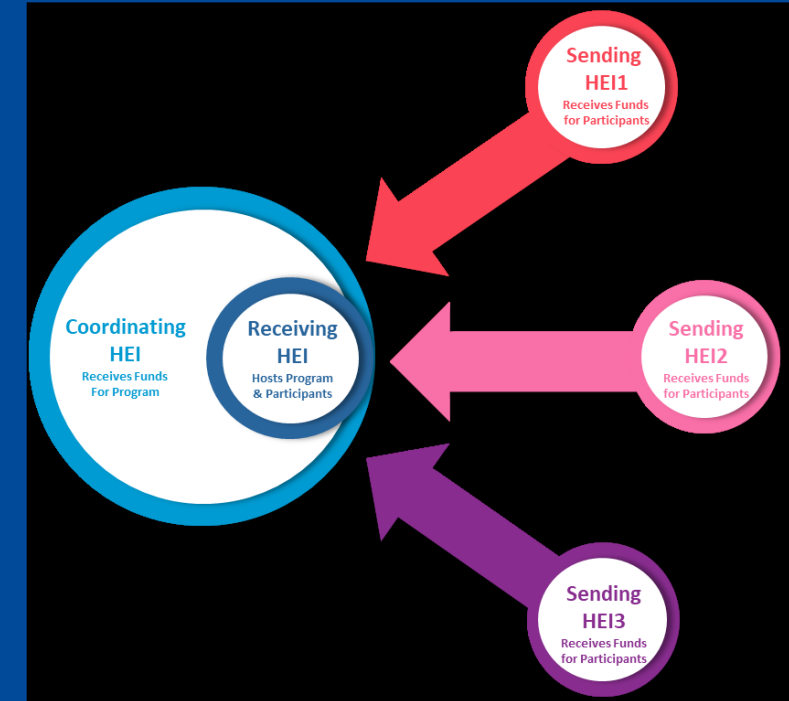 Sending
HEI1
Receives Funds
for Participants
Coordinating
HEI
Receives Funds
For Program
Receiving
HEI
Hosts Program
& Participants
Sending
HEI2
Receives Funds
for Participants
Sending
HEI3
Receives Funds
for Participants